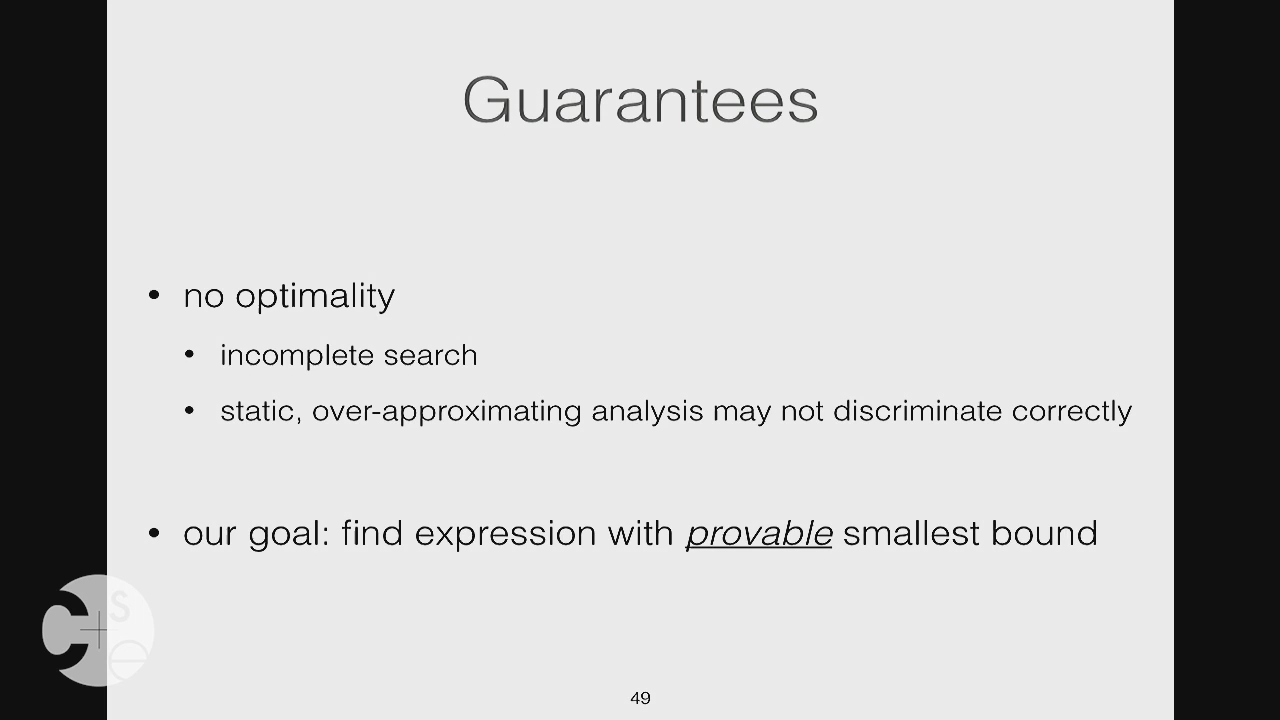 Guarantees
• no optimality
• incomplete search
• static, over-approximating analysis may not discriminate correctly
• our goal: find expression with provable smallest bound
C+se
49